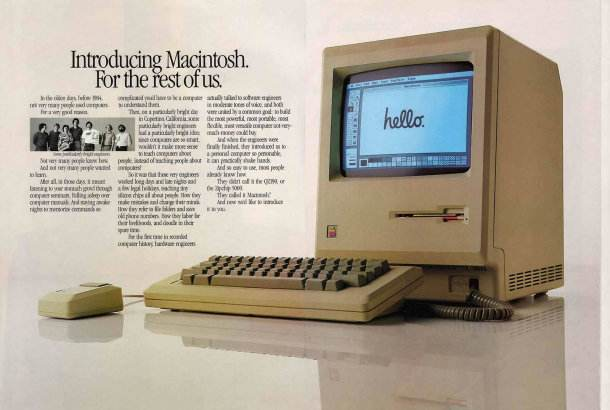 Introducing Macintosh.
For the rest of us.
In the olden days, before 1984,
not very many people used computers.
For a very good reason.
Some particularly bright engineers.
Not very many people knew how.
And not very many people wanted
to learn.
After all, in those days, it meant
listening to your stomach growl through
computer seminars. Falling asleep over
computer manuals. And staying awake
nights to memorize commands so
complicated you'd have to be a computer
to understand them.
Then, on a particularly bright day
in Cupertino, California, some
particularly bright engineers
had a particularly bright idea:
since computers are so smart,
wouldn't it make more sense
to teach computers about
people, instead of teaching people about
computers?
So it was that those very engineers
worked long days and late nights and
a few legal holidays, teaching tiny
silicon chips all about people. How they
make mistakes and change their minds.
How they refer to file folders and save
old phone numbers. How they labor for
their livelihoods, and doodle in their
spare time.
For the first time in recorded
computer history, hardware engineers
actually talked to software engineers
in moderate tones of voice, and both
were united by a common goal: to build
the most powerful, most portable, most
flexible, most versatile computer not-very-
much-money could buy.
And when the engineers were
finally finished, they introduced us to
a personal computer so personable,
it can practically shake hands.
And so easy to use, most people
already know how.
They didn't call it the QZ190, or
the Zipchip 5000.
They called it Macintosh.
And now we'd like to introduce
it to you.
hello.